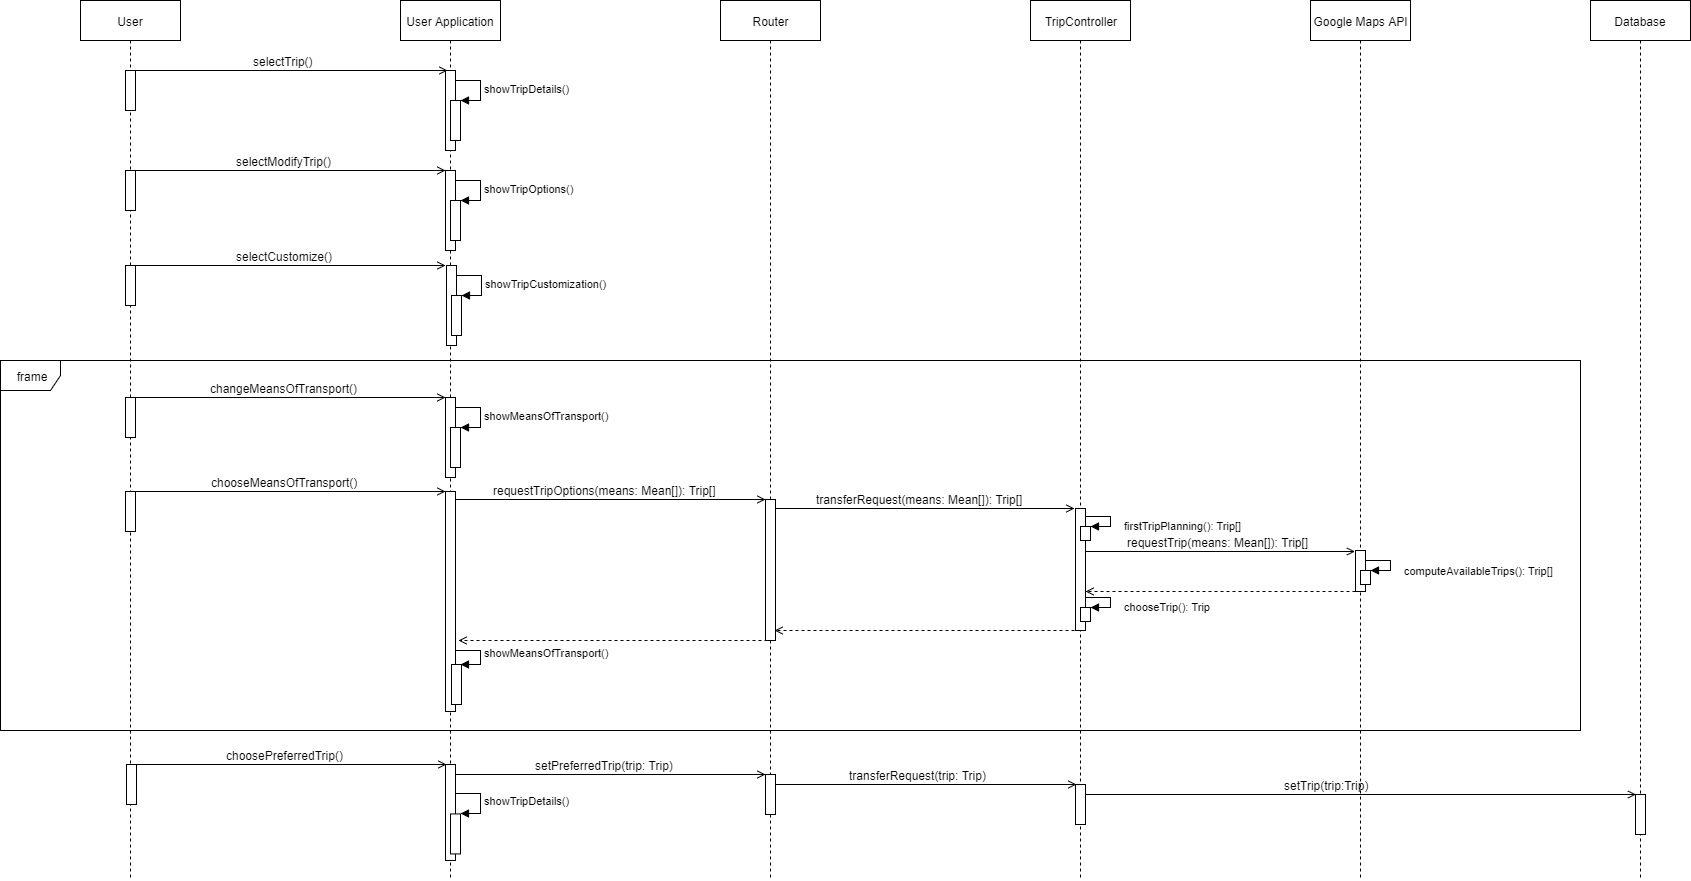 User
User Application
Router
TripController
Google Maps API
Database
selectTrip()
showTripDetails()
selectModifyTrip()
showTripOptions()
selectCustomize()
showTripCustomization()
frame
changeMeansOfTransport()
showMeansOfTransport()
chooseMeansOfTransport()
requestTripOptions(means: Mean[]): Trip[]
transferRequest(means: Mean[]): Trip[]
firstTripPlanning(): Trip[]
requestTrip(means: Mean[]): Trip[]
computeAvailableTrips(): Trip[]
chooseTrip(): Trip
showMeansOfTransport()
choosePreferredTrip()
setPreferredTrip(trip: Trip)
transferRequest(trip: Trip)
setTrip(trip:Trip)
showTripDetails()